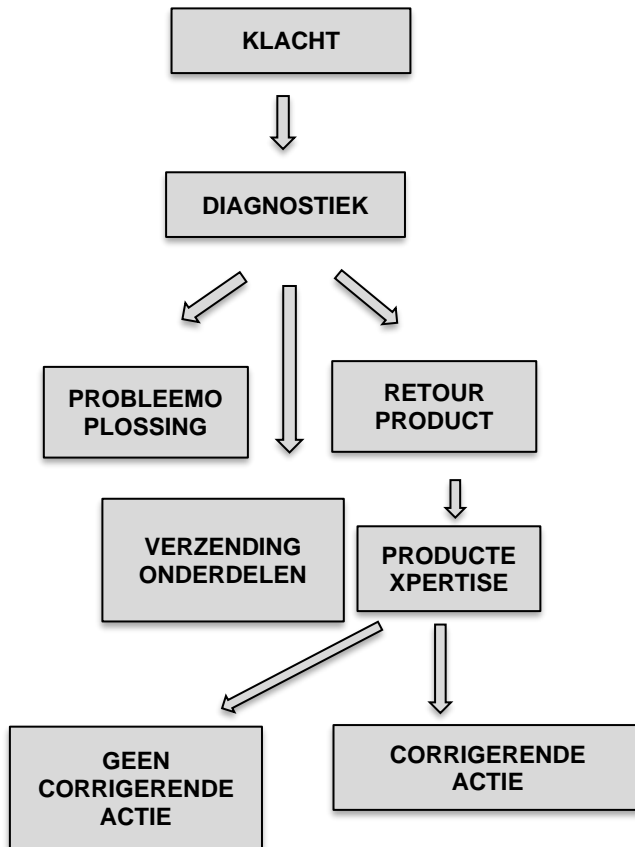 KLACHT
DIAGNOSTIEK
PROBLEEMO
PLOSSING
RETOUR
PRODUCT
VERZENDING
ONDERDELEN
PRODUCTE
XPERTISE
GEEN
CORRIGERENDE
ACTIE
CORRIGERENDE
ACTIE